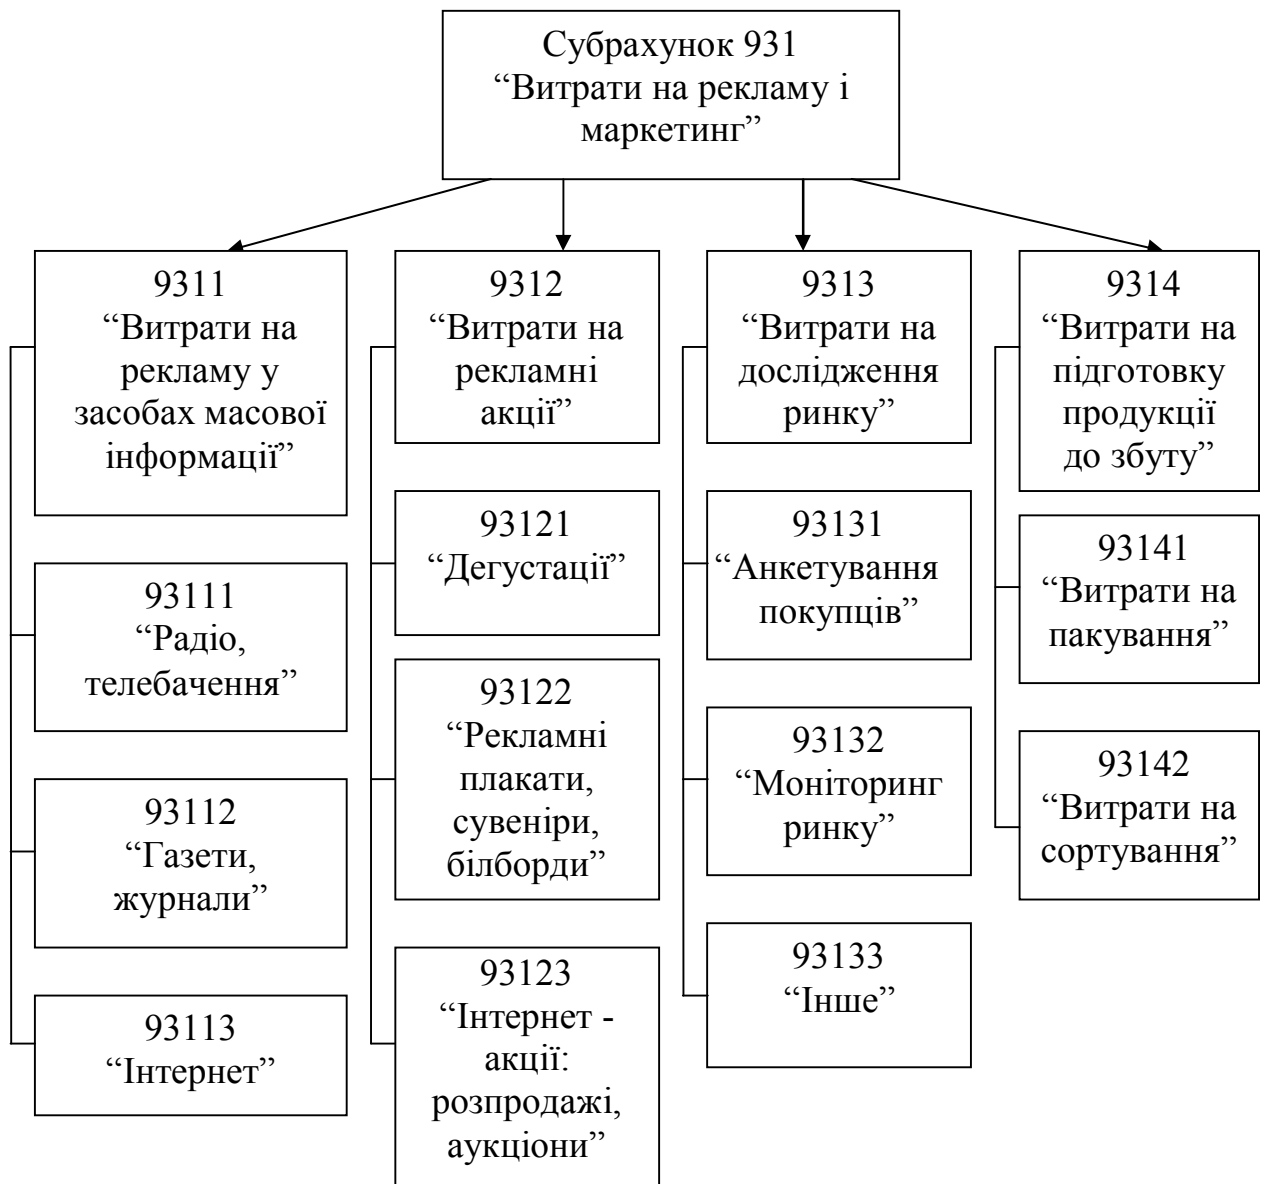 Субрахунок 931
“Витрати на рекламу і
маркетинг”
9311
“Витрати на
рекламу у
засобах масової
інформації”
93111
“Радіо,
телебачення”
93112
“Газети,
журнали”
93113
“Інтернет”
9312
“Витрати на
рекламні
акції”
93121
“Дегустації”
93122
“Рекламні
плакати,
сувеніри,
білборди”
93123
“Інтернет -
акції:
розпродажі,
аукціони”
9313
“Витрати на
дослідження
ринку”
93131
“Анкетування
покупців”
93132
“Моніторинг
ринку”
93133
“Інше”
9314
“Витрати на
підготовку
продукції
до збуту”
93141
“Витрати на
пакування”
93142
“Витрати на
сортування”